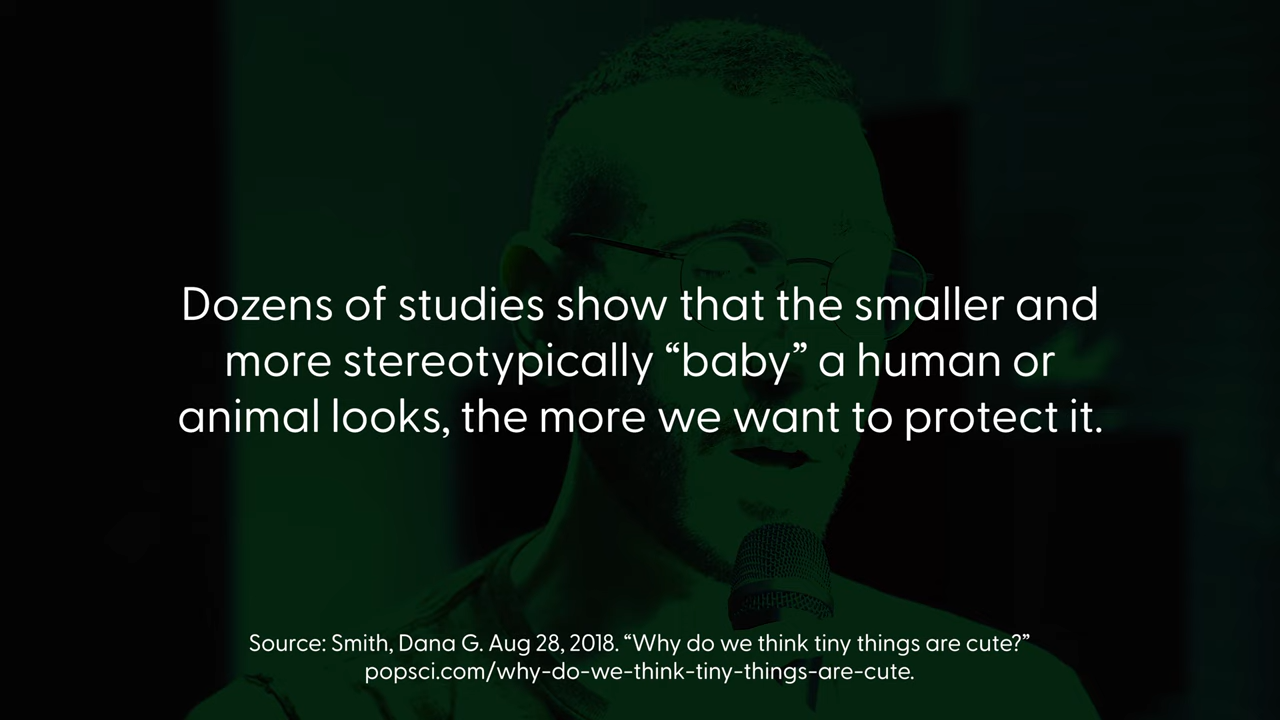 Dozens of studies show that the smaller and
more stereotypically “baby” a human or
animal looks, the more we want to protect it.
Source: Smith, Dana G. Aug 28, 2018. “Why do we think tiny things are cute?”
popsci.com/why-do-we-think-tiny-things-are-cute.